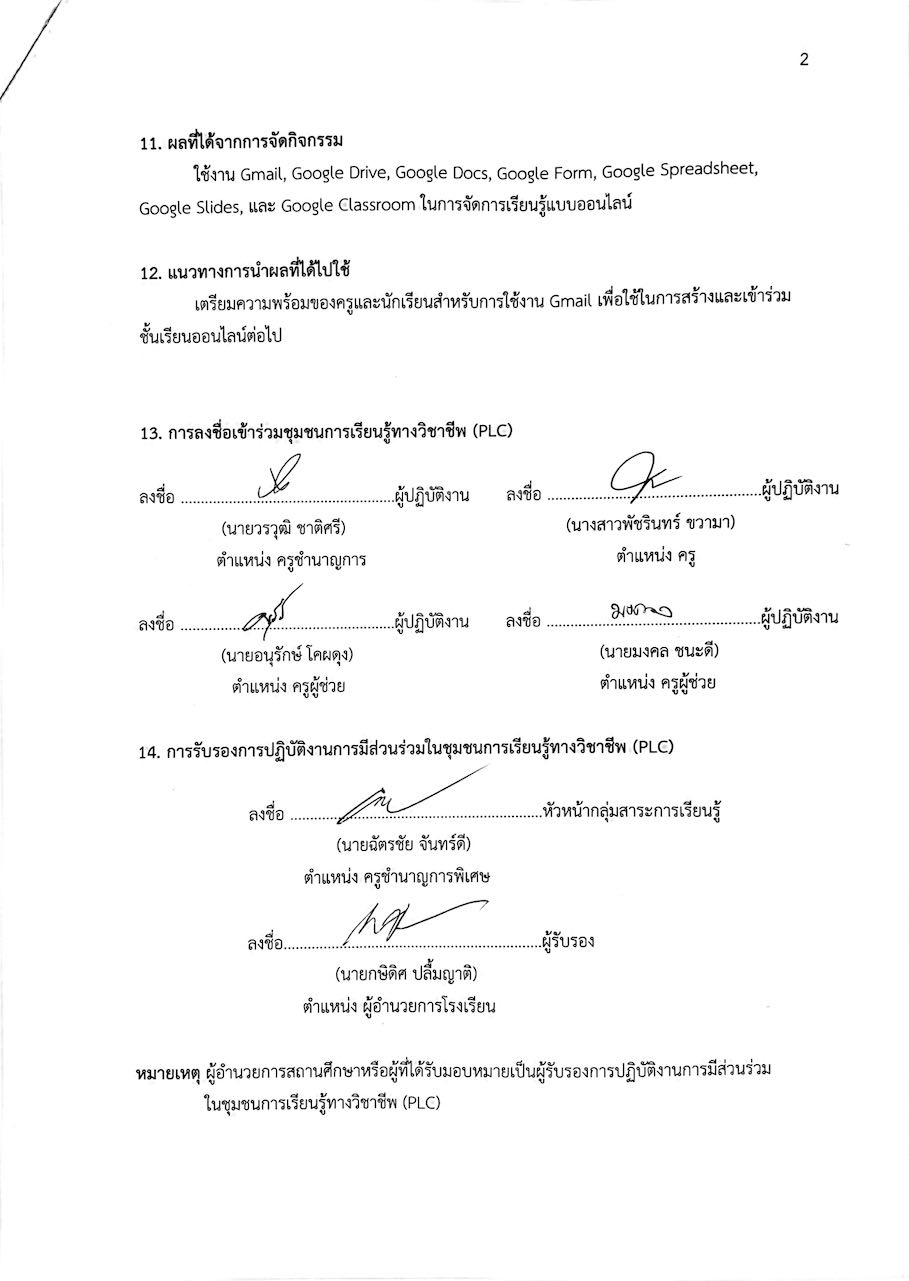 2
11. ผลที่ได้จากการจัดกิจกรรม
ใช้งาน Gmail, Google Drive, Google Docs, Google Form, Google Spreadsheet,
Google Slides, และ Google Classroom ในการจัดการเรียนรู้แบบออนไลน์
12. แนวทางการนำผลที่ได้ไปใช้
เตรียมความพร้อมของครูและนักเรียนสำหรับการใช้งาน Gmail เพื่อใช้ในการสร้างและเข้าร่วม
ชั้นเรียนออนไลน์ต่อไป
13. การลงชื่อเข้าร่วมชุมชนการเรียนรู้ทางวิชาชีพ (PLC)
ลงชื่อ ......................................................ผู้ปฏิบัติงาน ลงชื่อ ......................................................ผู้ปฏิบัติงาน
(นายวรวุฒิ ชาติศรี) (นางสาวพัชรินทร์ ขวามา)
ตำแหน่ง ครูชำนาญการ ตำแหน่ง ครู
ลงชื่อ ......................................................ผู้ปฏิบัติงาน ลงชื่อ ......................................................ผู้ปฏิบัติงาน
(นายอนุรักษ์ โคผดุง) (นายมงคล ชนะดี)
ตำแหน่ง ครูผู้ช่วย ตำแหน่ง ครูผู้ช่วย
14. การรับรองการปฏิบัติงานการมีส่วนร่วมในชุมชนการเรียนรู้ทางวิชาชีพ (PLC)
ลงชื่อ ................................................................หัวหน้ากลุ่มสาระการเรียนรู้
(นายฉัตรชัย จันทร์ดี)
ตำแหน่ง ครูชำนาญการพิเศษ
ลงชื่อ................................................................ผู้รับรอง
(นายกษิดิศ ปลื้มญาติ)
ตำแหน่ง ผู้อำนวยการโรงเรียน
หมายเหตุ ผู้อำนวยการสถานศึกษาหรือผู้ที่ได้รับมอบหมายเป็นผู้รับรองการปฏิบัติงานการมีส่วนร่วม
ในชุมชนการเรียนรู้ทางวิชาชีพ (PLC)